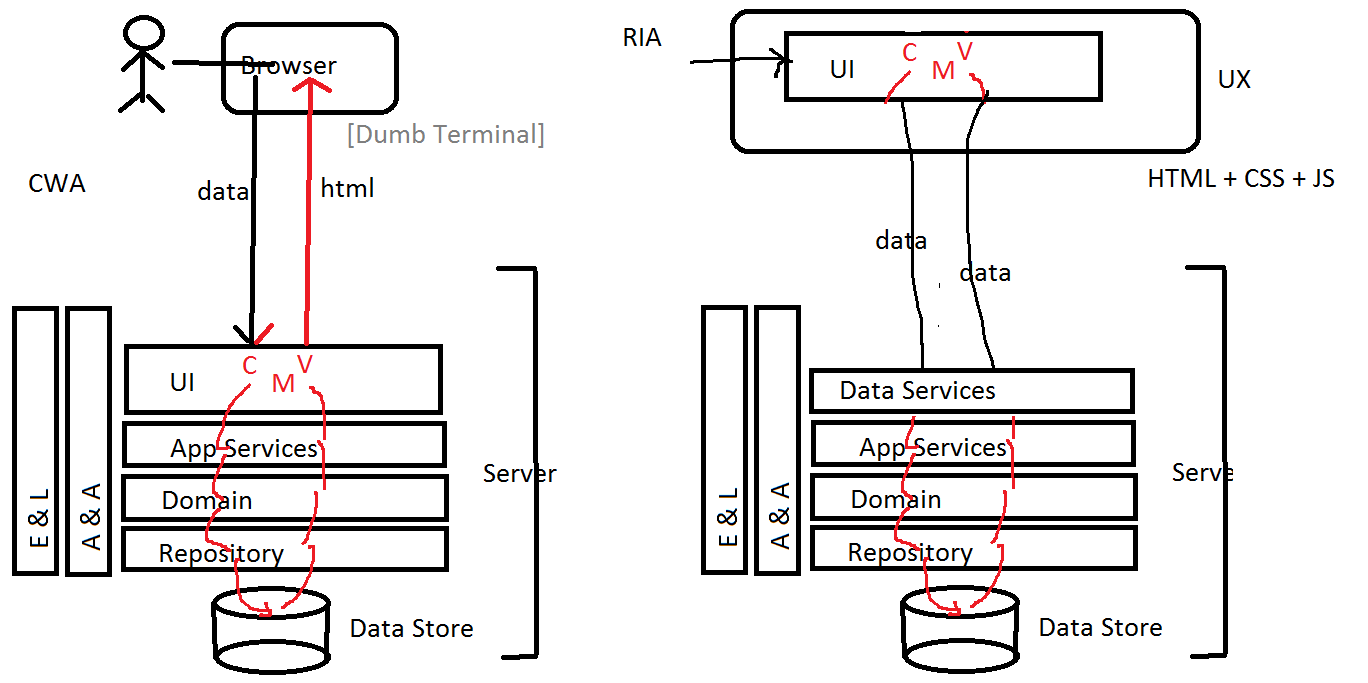 Browser
[Dumb Terminal]
CWA
data
html
UI
C
M
V
App Services
Domain
Repository
E & L
A & A
Server
Data Store
RIA
UI
C
M
V
UX
HTML + CSS + JS
data
data
Data Services
App Services
Domain
Repository
E & L
A & A
Serve
Data Store